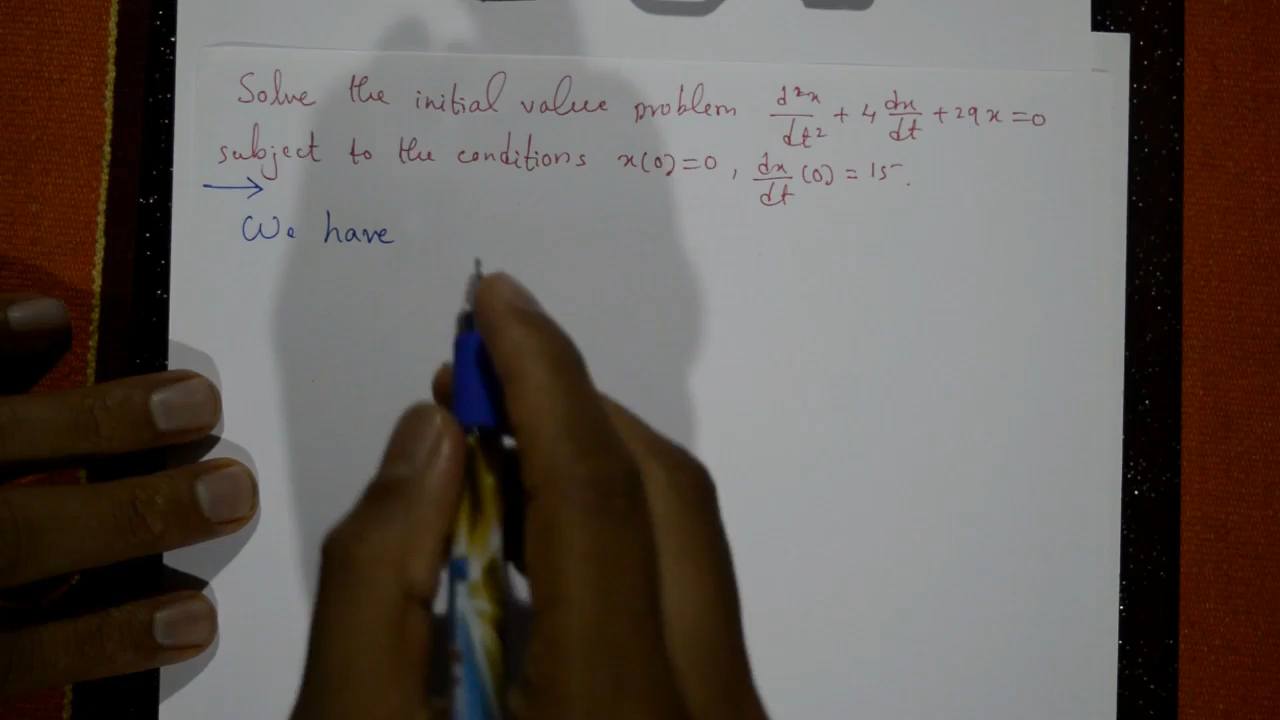 Solve the initial value problem d²x/dt² + 4 dx/dt + 29x = 0
subject to the conditions x(0) = 0, dx/dt (0) = 15.
→
We have